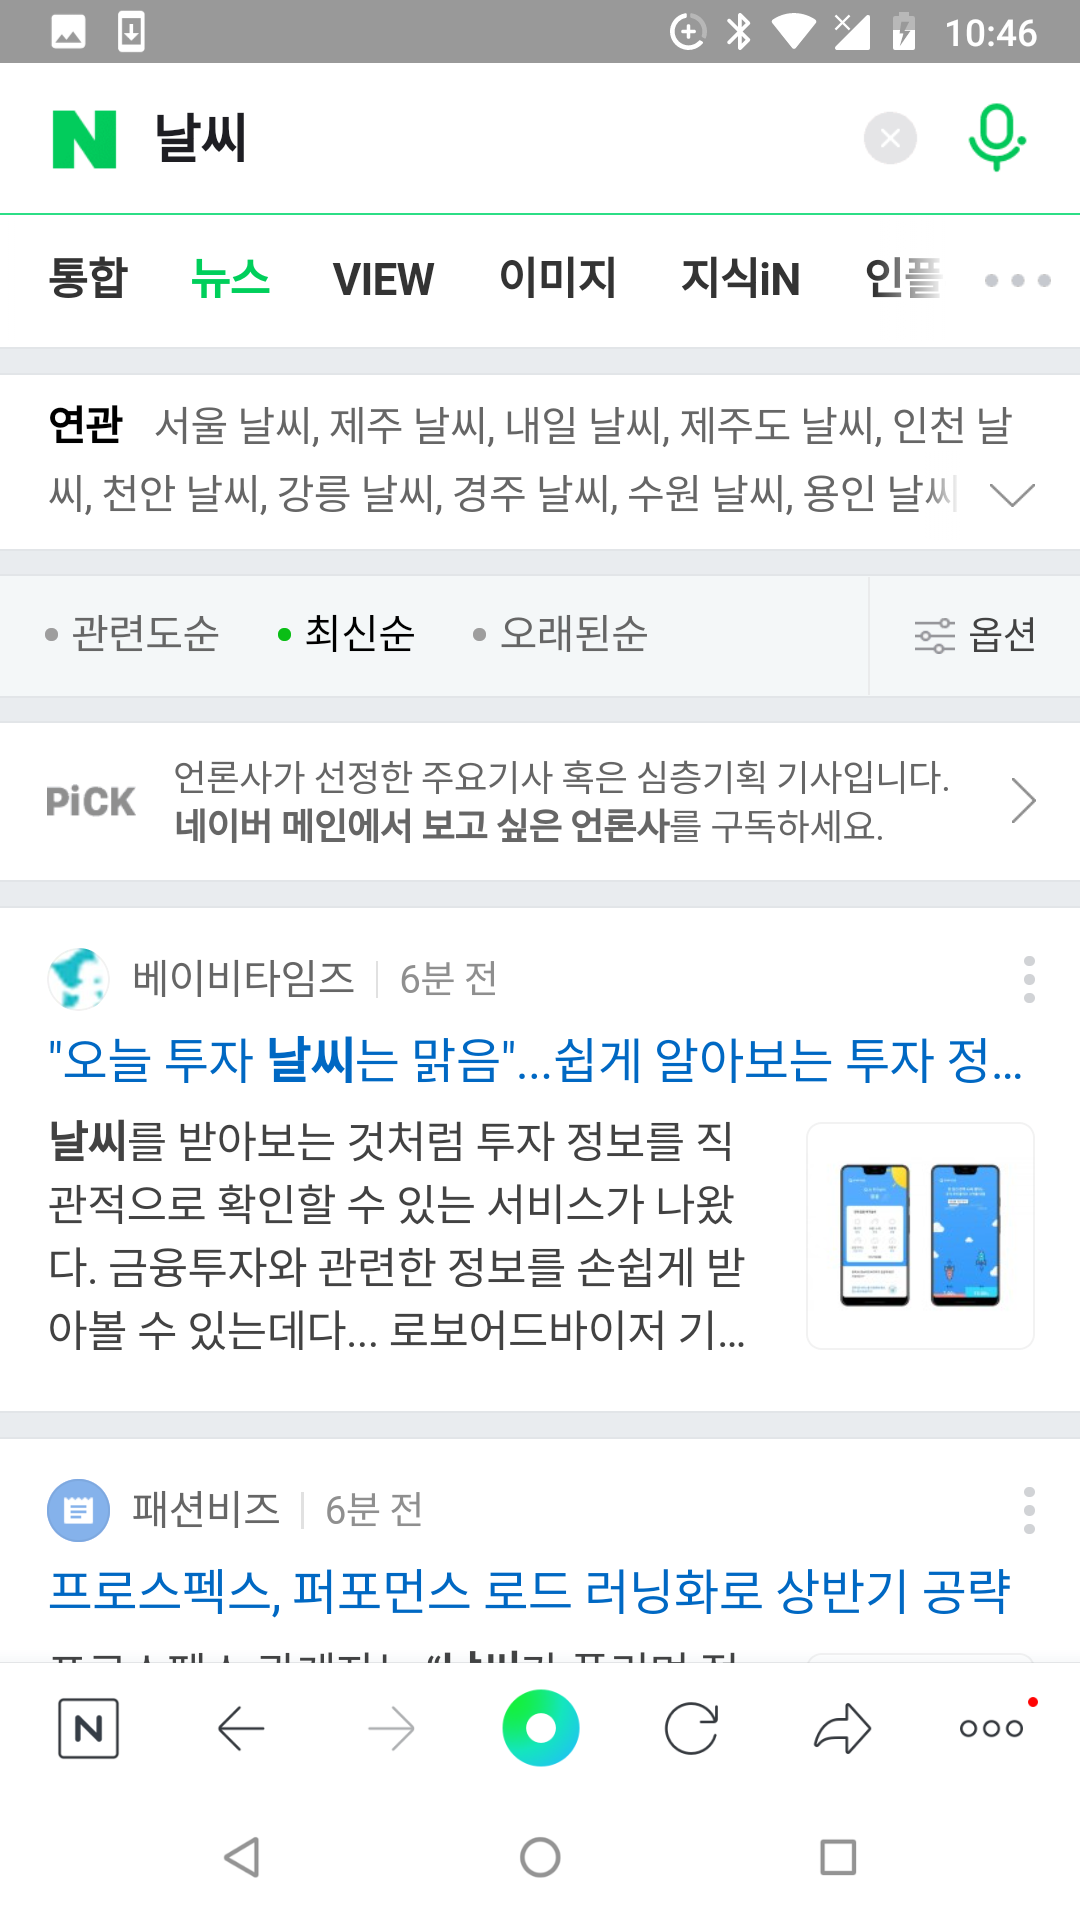 10:46
N 날씨
통합 뉴스 VIEW 이미지 지식iN 인플
연관 서울 날씨, 제주 날씨, 내일 날씨, 제주도 날씨, 인천 날
씨, 천안 날씨, 강릉 날씨, 경주 날씨, 수원 날씨, 용인 날씨
관련도순 최신순 오래된순 옵션
PiCK 언론사가 선정한 주요기사 혹은 심층기획 기사입니다.
네이버 메인에서 보고 싶은 언론사를 구독하세요.
베이비타임즈 6분 전
"오늘 투자 날씨는 맑음"...쉽게 알아보는 투자 정...
날씨를 받아보는 것처럼 투자 정보를 직
관적으로 확인할 수 있는 서비스가 나왔
다. 금융투자와 관련한 정보를 손쉽게 받
아볼 수 있는데다... 로보어드바이저 기...
패션비즈 6분 전
프로스펙스, 퍼포먼스 로드 러닝화로 상반기 공략
N